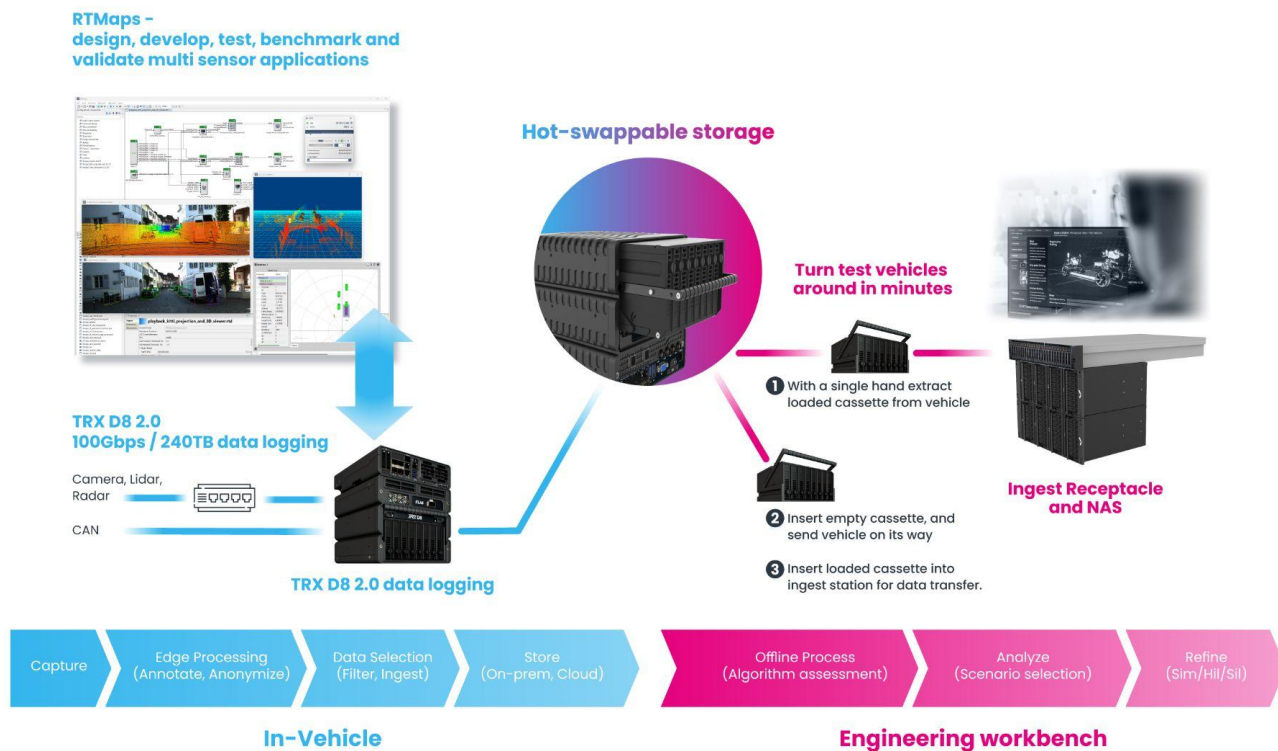 RTMaps -
design, develop, test, benchmark and
validate multi sensor applications
playback_kitti_projection_and_3D_viewer.rtd
TRX D8 2.0
100Gbps / 240TB data logging
Camera, Lidar,
Radar
CAN
TRX D8 2.0 data logging
Hot-swappable storage
Turn test vehicles
around in minutes
1 With a single hand extract
loaded cassette from vehicle
2 Insert empty cassette, and
send vehicle on its way
3 Insert loaded cassette into
ingest station for data transfer.
Ingest Receptacle
and NAS
Capture
Edge Processing
(Annotate, Anonymize)
Data Selection
(Filter, Ingest)
Store
(On-prem, Cloud)
Offline Process
(Algorithm assessment)
Analyze
(Scenario selection)
Refine
(Sim/Hil/Sil)
In-Vehicle
Engineering workbench